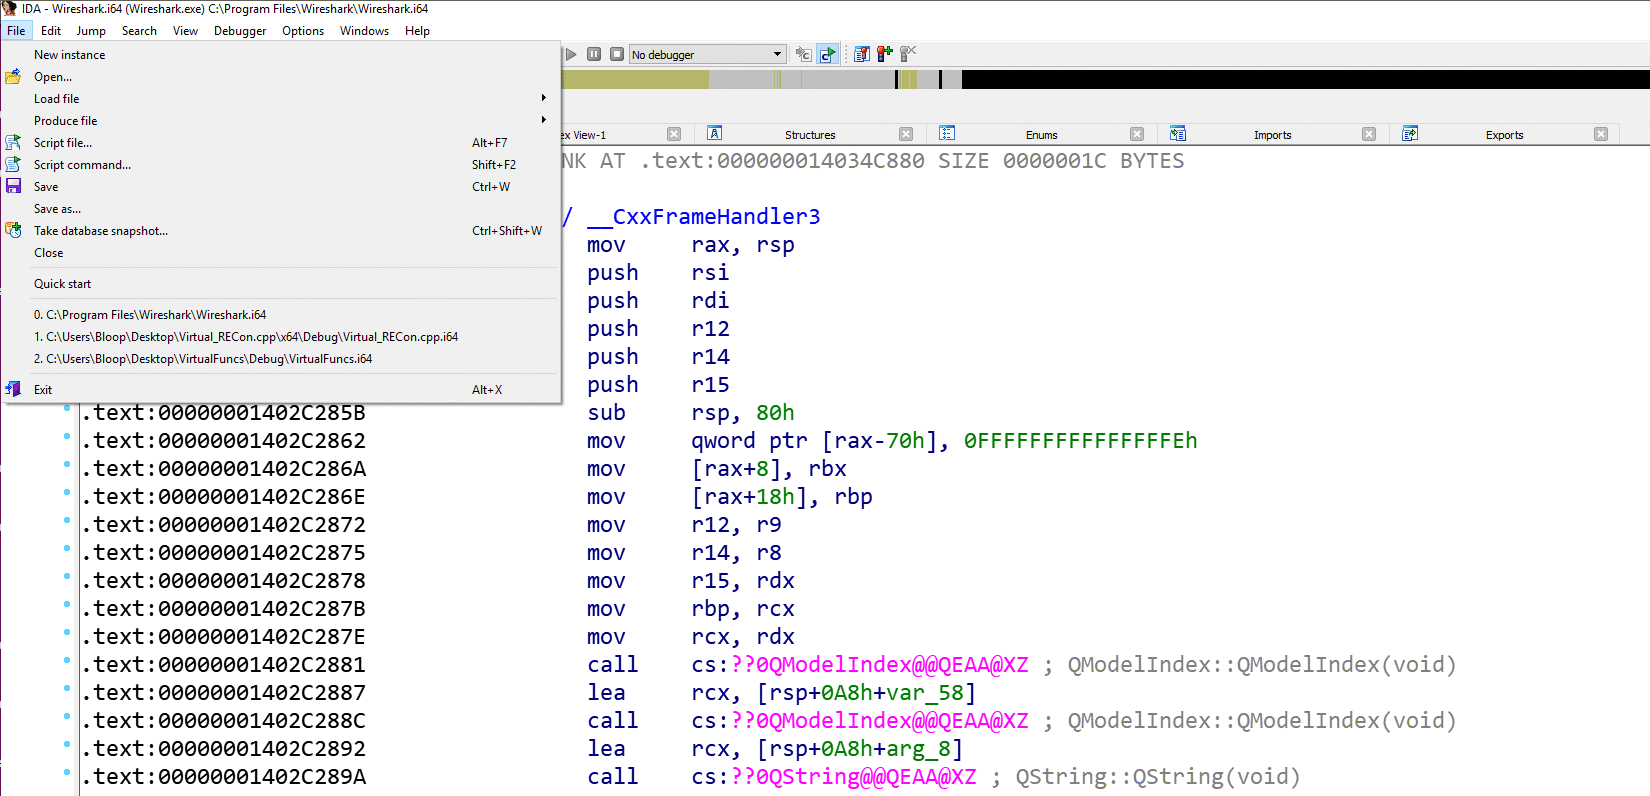 IDA - Wireshark.i64 (Wireshark.exe) C:\Program Files\Wireshark\Wireshark.i64
File Edit Jump Search View Debugger Options Windows Help
New instance
Open...
Load file
Produce file
Script file... Alt+F7
Script command... Shift+F2
Save Ctrl+W
Save as...
Take database snapshot... Ctrl+Shift+W
Close
Quick start
0. C:\Program Files\Wireshark\Wireshark.i64
1. C:\Users\Bloop\Desktop\Virtual_RECon.cpp\x64\Debug\Virtual_RECon.cpp.i64
2. C:\Users\Bloop\Desktop\VirtualFuncs\Debug\VirtualFuncs.i64
Exit Alt+X
No debugger
ex View-1 Structures Enums Imports Exports
NK AT .text:000000014034C880 SIZE 0000001C BYTES
/ __CxxFrameHandler3
mov rax, rsp
push rsi
push rdi
push r12
push r14
push r15
.text:00000001402C285B sub rsp, 80h
.text:00000001402C2862 mov qword ptr [rax-70h], 0FFFFFFFFFFFFFFFEh
.text:00000001402C286A mov [rax+8], rbx
.text:00000001402C286E mov [rax+18h], rbp
.text:00000001402C2872 mov r12, r9
.text:00000001402C2875 mov r14, r8
.text:00000001402C2878 mov r15, rdx
.text:00000001402C287B mov rbp, rcx
.text:00000001402C287E mov rcx, rdx
.text:00000001402C2881 call cs:??0QModelIndex@@QEAA@XZ ; QModelIndex::QModelIndex(void)
.text:00000001402C2887 lea rcx, [rsp+0A8h+var_58]
.text:00000001402C288C call cs:??0QModelIndex@@QEAA@XZ ; QModelIndex::QModelIndex(void)
.text:00000001402C2892 lea rcx, [rsp+0A8h+arg_8]
.text:00000001402C289A call cs:??0QString@@QEAA@XZ ; QString::QString(void)